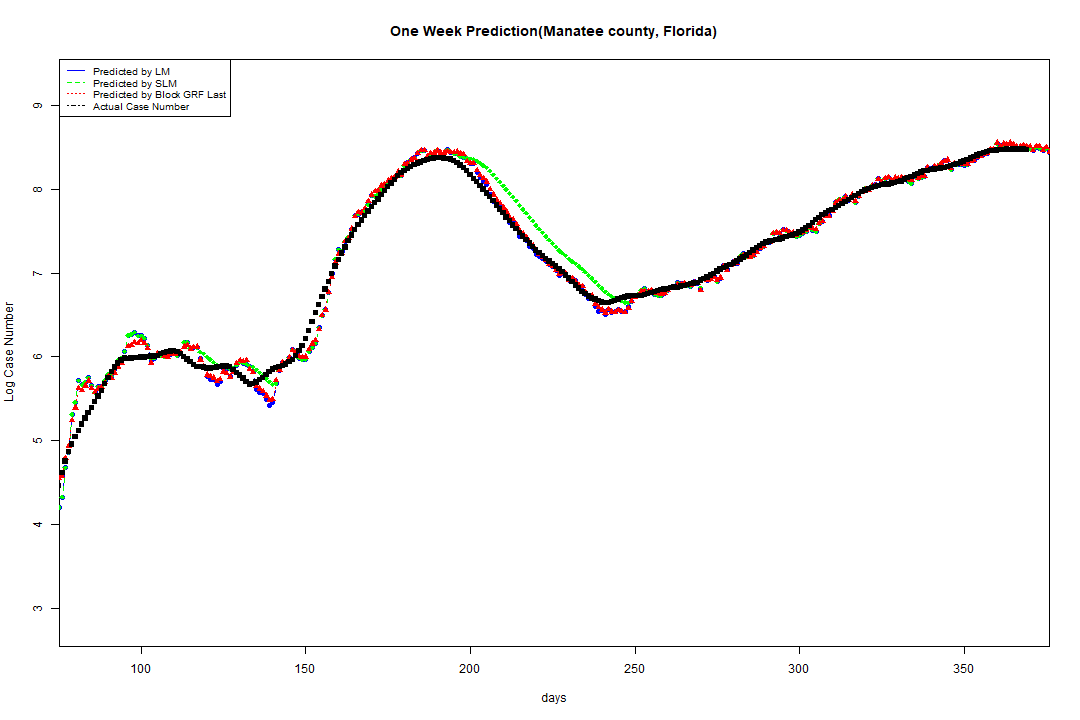 One Week Prediction(Manatee county, Florida)
Predicted by LM
Predicted by SLM
Predicted by Block GRF Last
Actual Case Number
9
8
7
6
5
4
3
Log Case Number
100 150 200 250 300 350
days